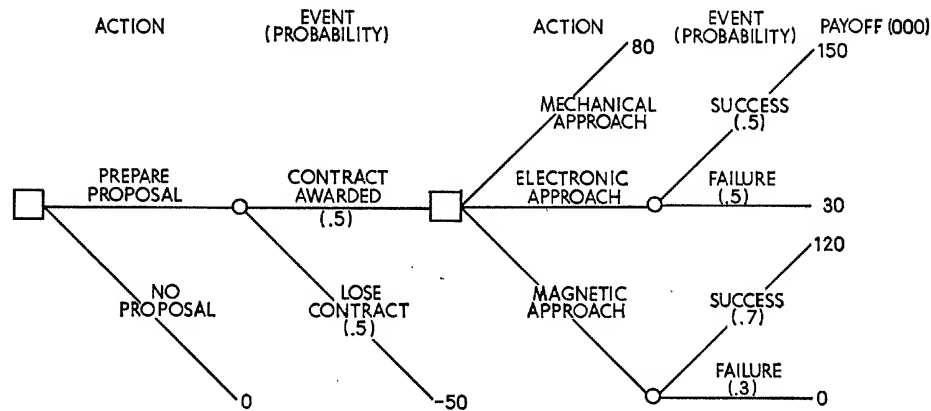 ACTION
EVENT
(PROBABILITY)
ACTION
EVENT
(PROBABILITY)
PAYOFF (000)
80
150
MECHANICAL
APPROACH
SUCCESS
(.5)
PREPARE
PROPOSAL
CONTRACT
AWARDED
(.5)
ELECTRONIC
APPROACH
FAILURE
(.5)
30
120
NO
PROPOSAL
LOSE
CONTRACT
(.5)
MAGNETIC
APPROACH
SUCCESS
(.7)
FAILURE
(.3)
0
-50
0